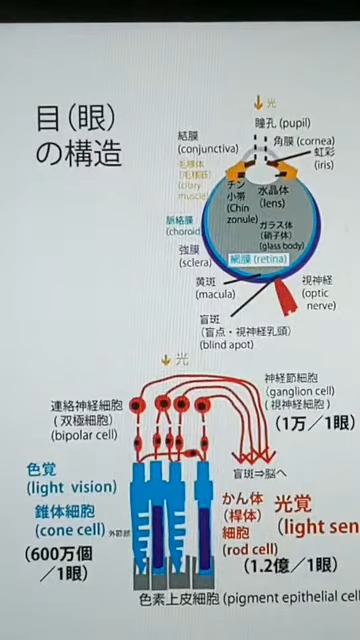 目（眼）
の構造
光
瞳孔 (pupil)
結膜
(conjunctiva)
角膜 (cornea)
虹彩
(iris)
毛様体
(毛様筋)
(cilary
muscle)
チン
小帯
(Chin
zonule)
水晶体
(lens)
脈絡膜
(choroid)
ガラス体
(硝子体)
(glass body)
強膜
(sclera)
網膜 (retina)
黄斑
(macula)
視神経
(optic
nerve)
盲斑
(盲点・視神経乳頭)
(blind apot)
光
連絡神経細胞
(双極細胞)
(bipolar cell)
神経節細胞
(ganglion cell)
(視神経細胞)
(1万／1眼)
盲斑⇒脳へ
色覚
(light vision)
錐体細胞
(cone cell)
外節部
(600万個
／1眼)
かん体
(桿体)
細胞
(rod cell)
光覚
(light sen
(1.2億／1眼)
色素上皮細胞 (pigment epithelial cel